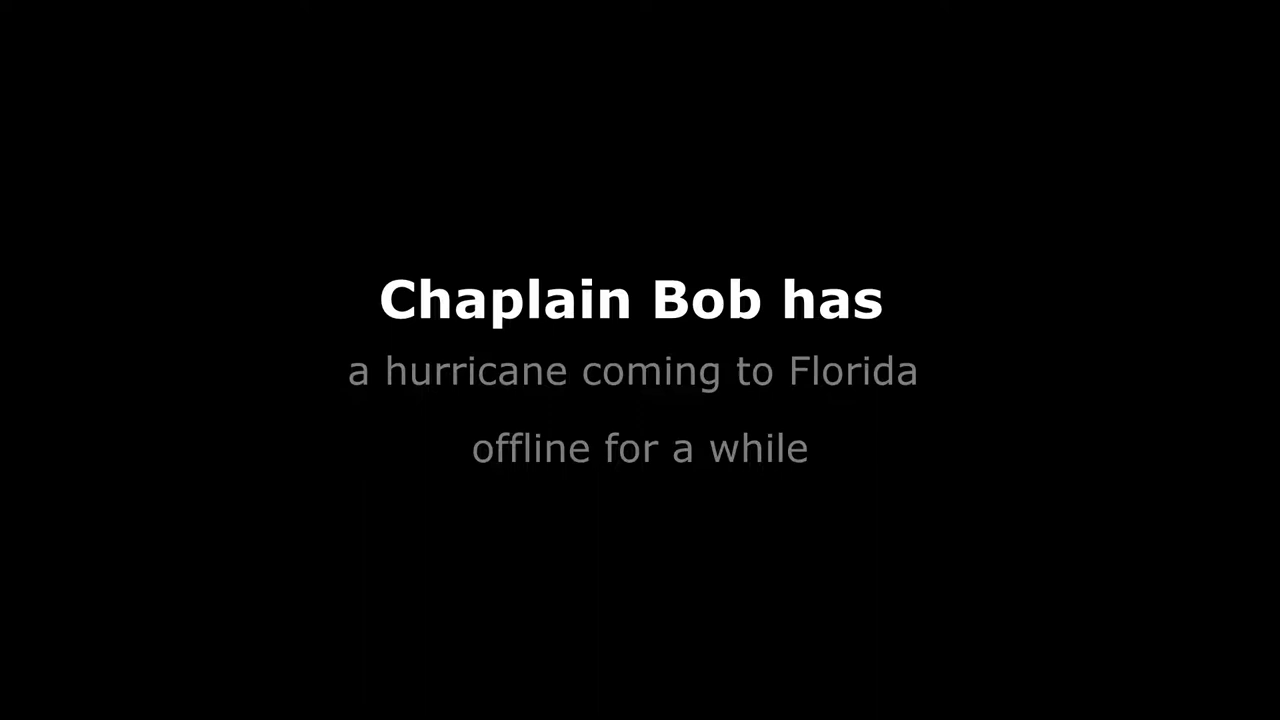 Chaplain Bob has
a hurricane coming to Florida
offline for a while